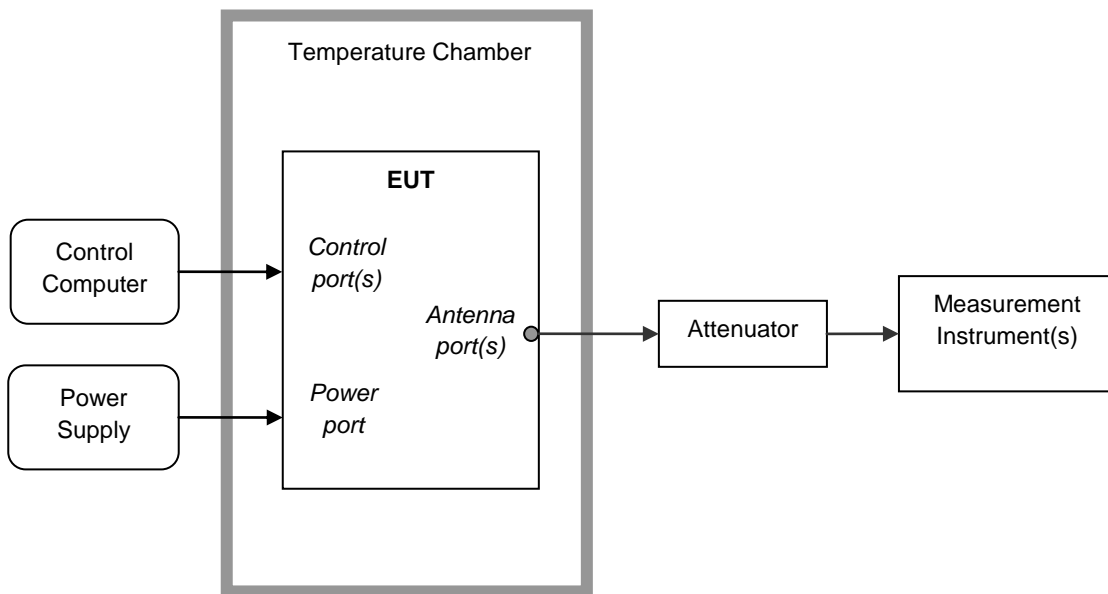 Temperature Chamber
EUT
Control
Computer
Control
port(s)
Antenna
port(s)
Attenuator
Measurement
Instrument(s)
Power
Supply
Power
port